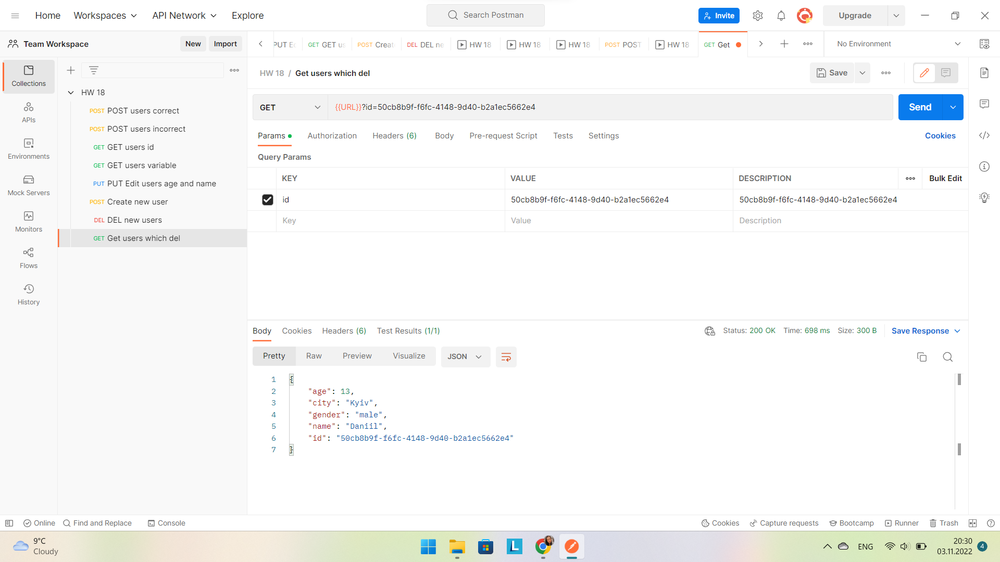 Home Workspaces API Network Explore
Search Postman
Invite
Upgrade
Team Workspace New Import
GET GET us POST Creat DEL DEL ne HW 18 HW 18 HW 18 POST POST HW 18 GET Get
No Environment
Collections
APIs
Environments
Mock Servers
Monitors
Flows
History
HW 18
POST POST users correct
POST POST users incorrect
GET GET users id
GET GET users variable
PUT PUT Edit users age and name
POST Create new user
DEL DEL new users
GET Get users which del
HW 18 / Get users which del
Save
GET {{URL}}?id=50cb8b9f-f6fc-4148-9d40-b2a1ec5662e4
Send
Params Authorization Headers (6) Body Pre-request Script Tests Settings Cookies
Query Params
KEY VALUE DESCRIPTION Bulk Edit
id 50cb8b9f-f6fc-4148-9d40-b2a1ec5662e4 50cb8b9f-f6fc-4148-9d40-b2a1ec5662e4
Key Value Description
Body Cookies Headers (6) Test Results (1/1) Status: 200 OK Time: 698 ms Size: 300 B Save Response
Pretty Raw Preview Visualize JSON
1 {
2 "age": 13,
3 "city": "Kyiv",
4 "gender": "male",
5 "name": "Daniil",
6 "id": "50cb8b9f-f6fc-4148-9d40-b2a1ec5662e4"
7 }
Online Find and Replace Console
Cookies Capture requests Bootcamp Runner Trash
9°C
Cloudy
L
ENG
20:30
03.11.2022
4